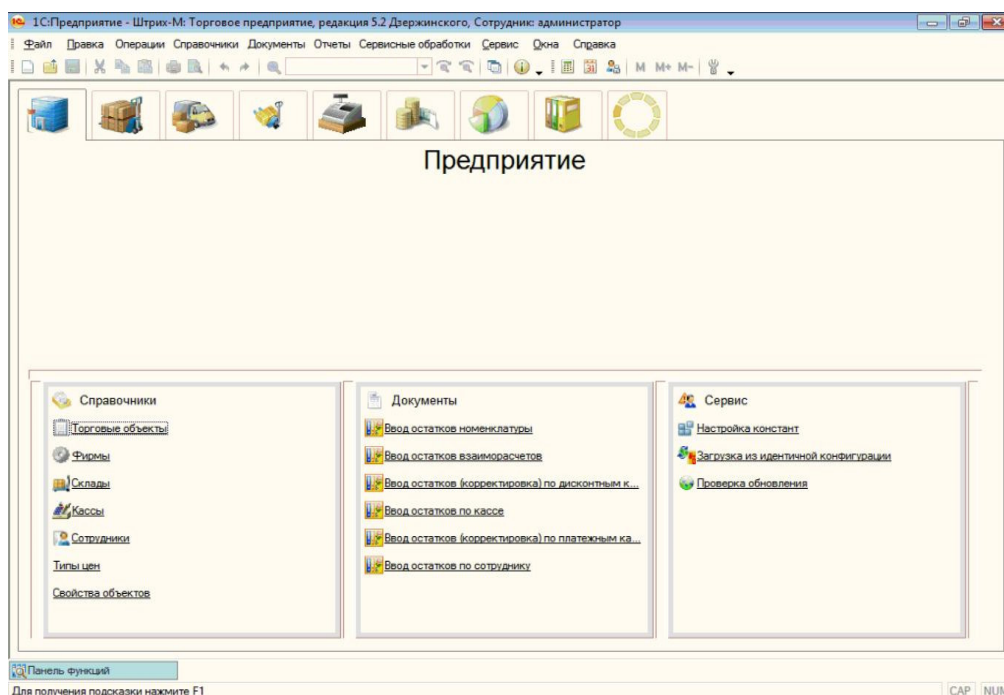 1С:Предприятие - Штрих-М: Торговое предприятие, редакция 5.2 Дзержинского, Сотрудник: администратор
Файл Правка Операции Справочники Документы Отчеты Сервисные обработки Сервис Окна Справка
M M+ M-
Предприятие
Справочники
Торговые объекты
Фирмы
Склады
Кассы
Сотрудники
Типы цен
Свойства объектов
Документы
Ввод остатков номенклатуры
Ввод остатков взаиморасчетов
Ввод остатков (корректировка) по дисконтным к...
Ввод остатков по кассе
Ввод остатков (корректировка) по платежным ка...
Ввод остатков по сотруднику
Сервис
Настройка констант
Загрузка из идентичной конфигурации
Проверка обновления
Панель функций
Для получения подсказки нажмите F1
CAP NUM